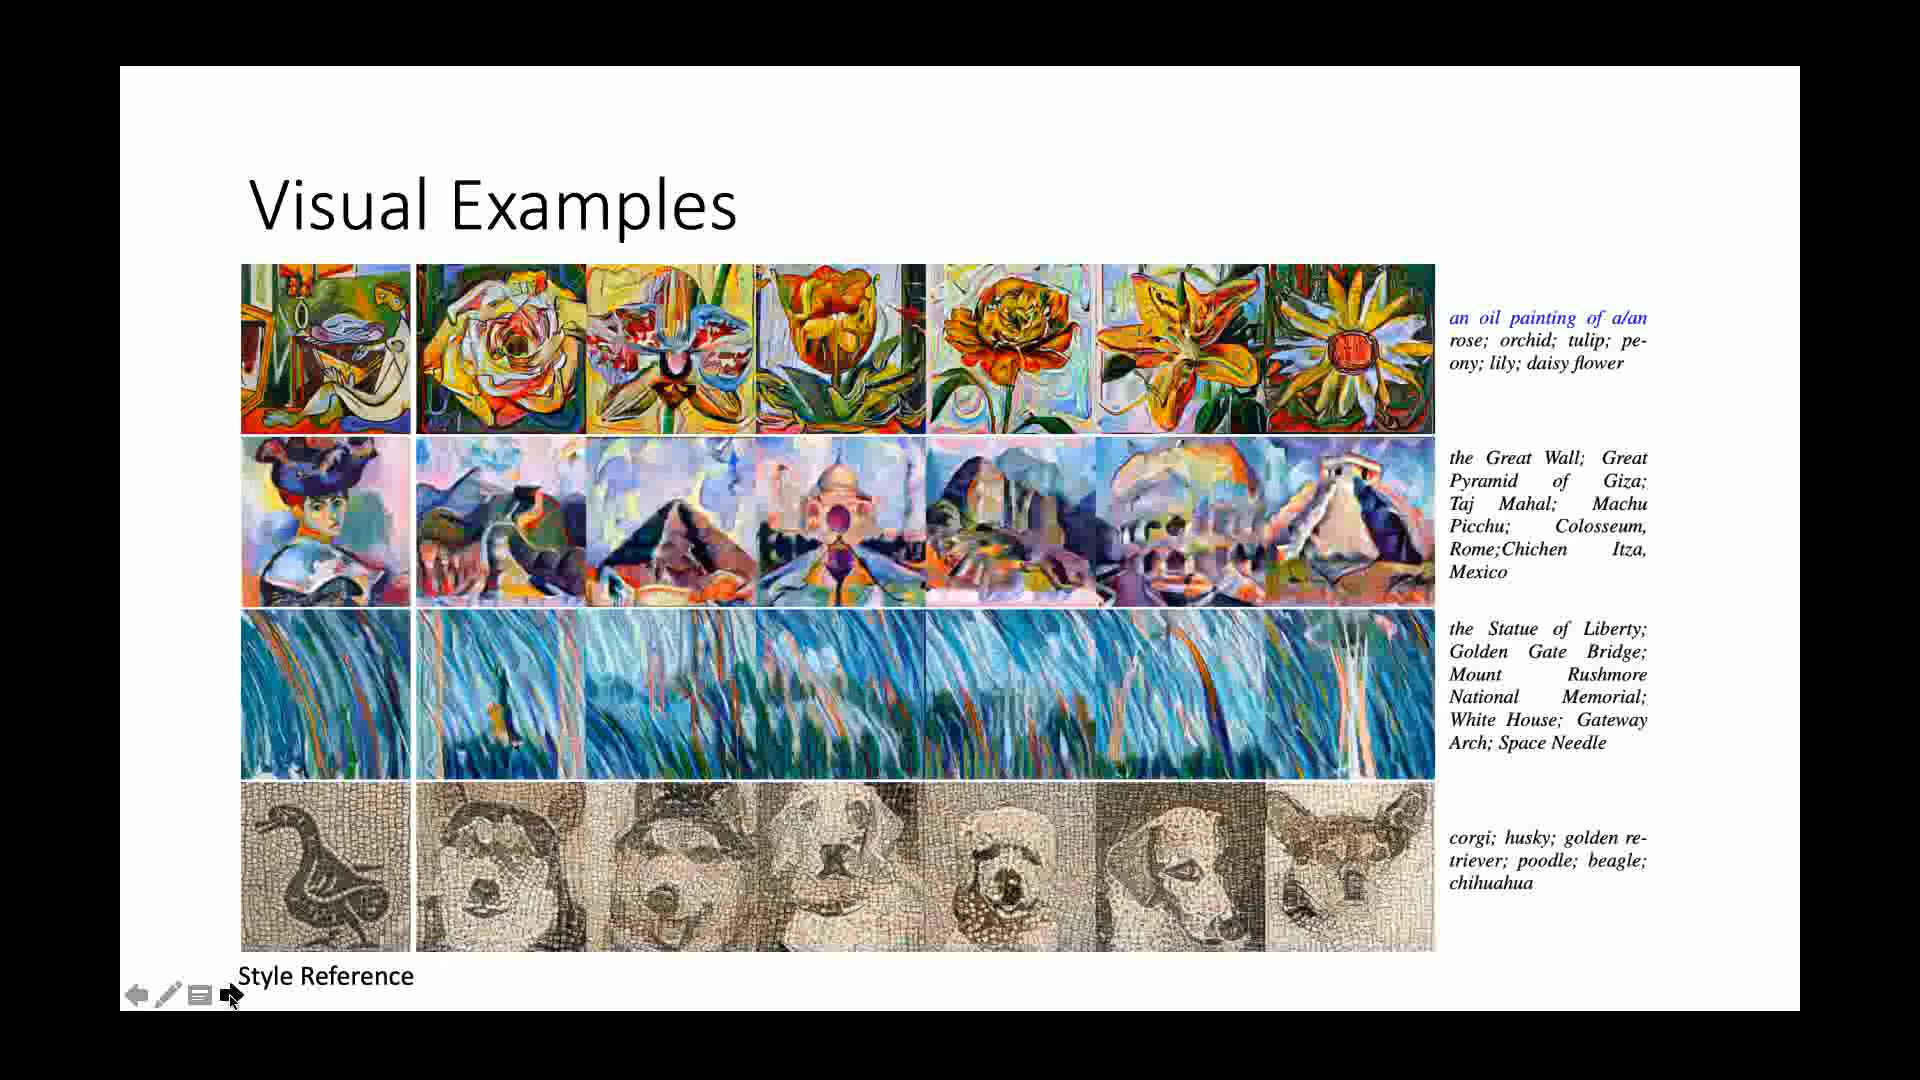 Visual Examples
an oil painting of a/an
rose; orchid; tulip; pe-
ony; lily; daisy flower
the Great Wall; Great
Pyramid of Giza;
Taj Mahal; Machu
Picchu; Colosseum,
Rome;Chichen Itza,
Mexico
the Statue of Liberty;
Golden Gate Bridge;
Mount Rushmore
National Memorial;
White House; Gateway
Arch; Space Needle
corgi; husky; golden re-
triever; poodle; beagle;
chihuahua
Style Reference